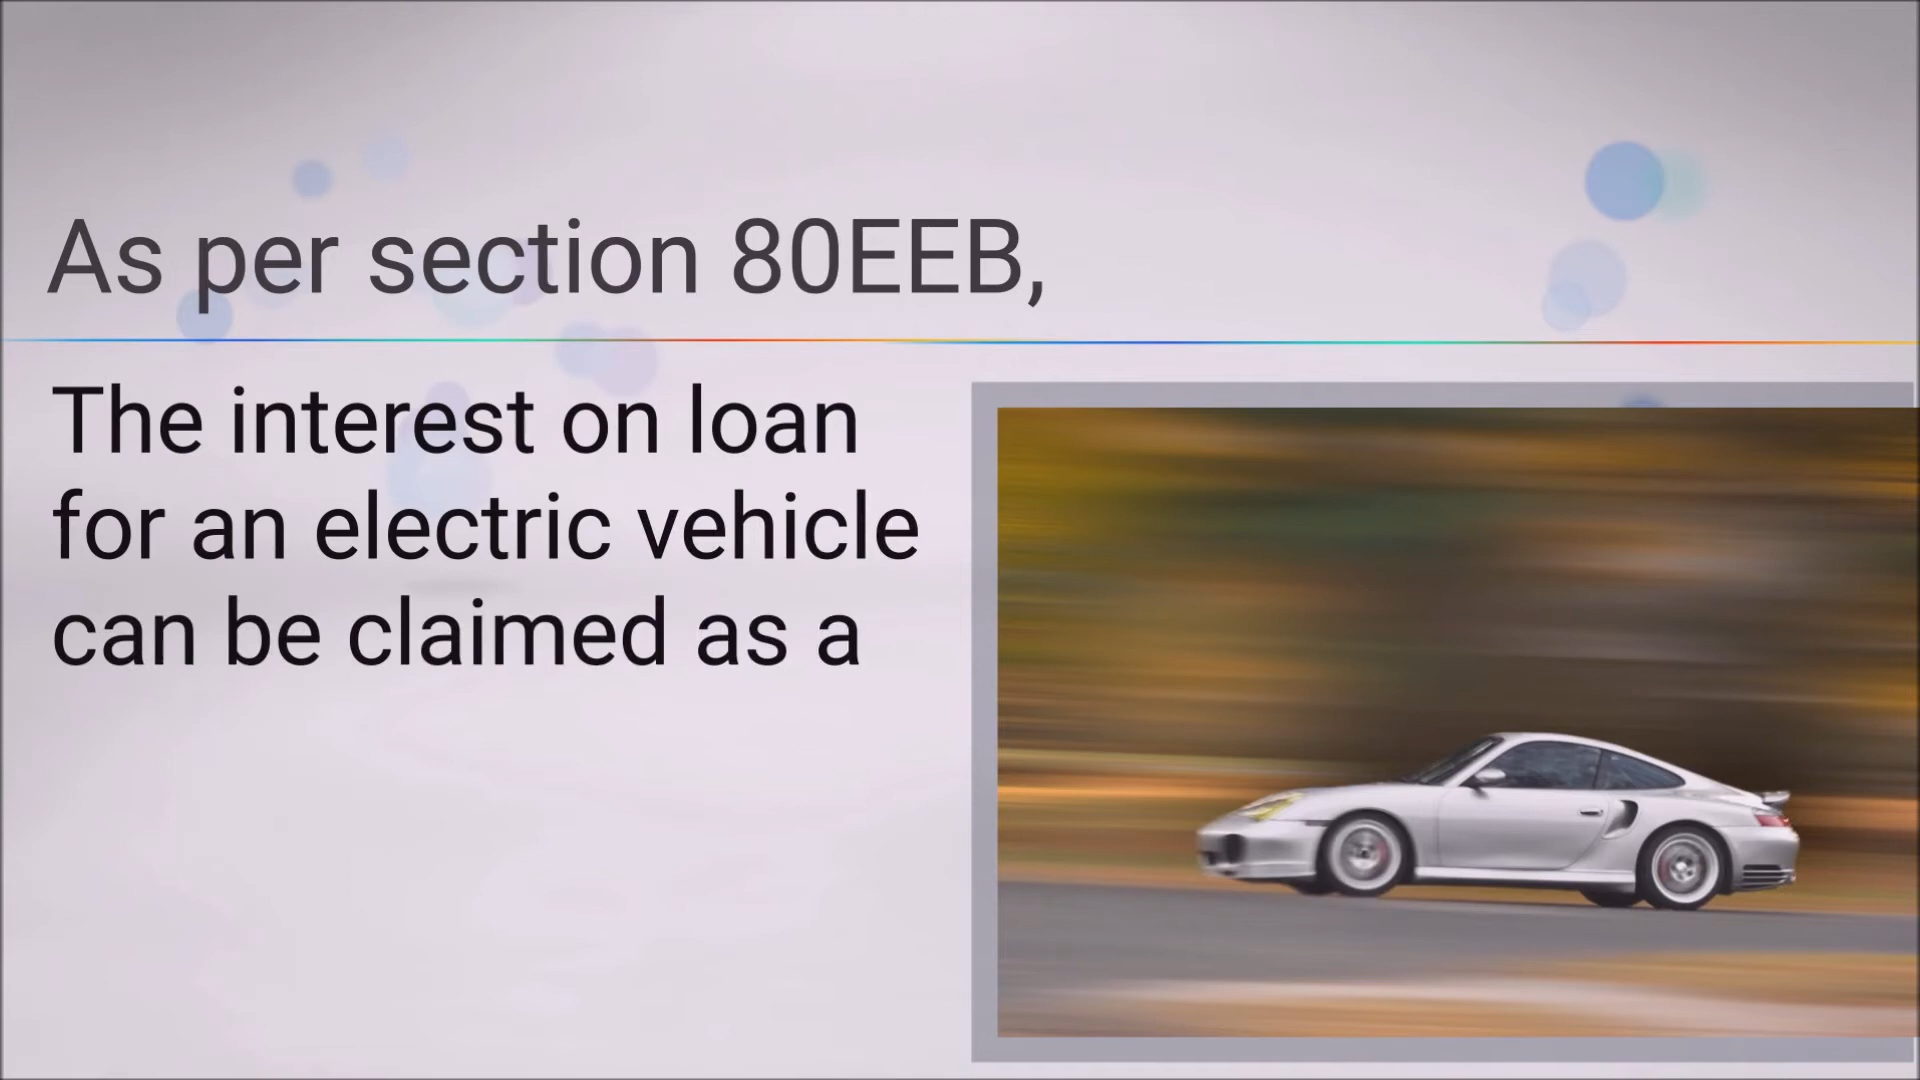 As per section 80EEB,
The interest on loan
for an electric vehicle
can be claimed as a